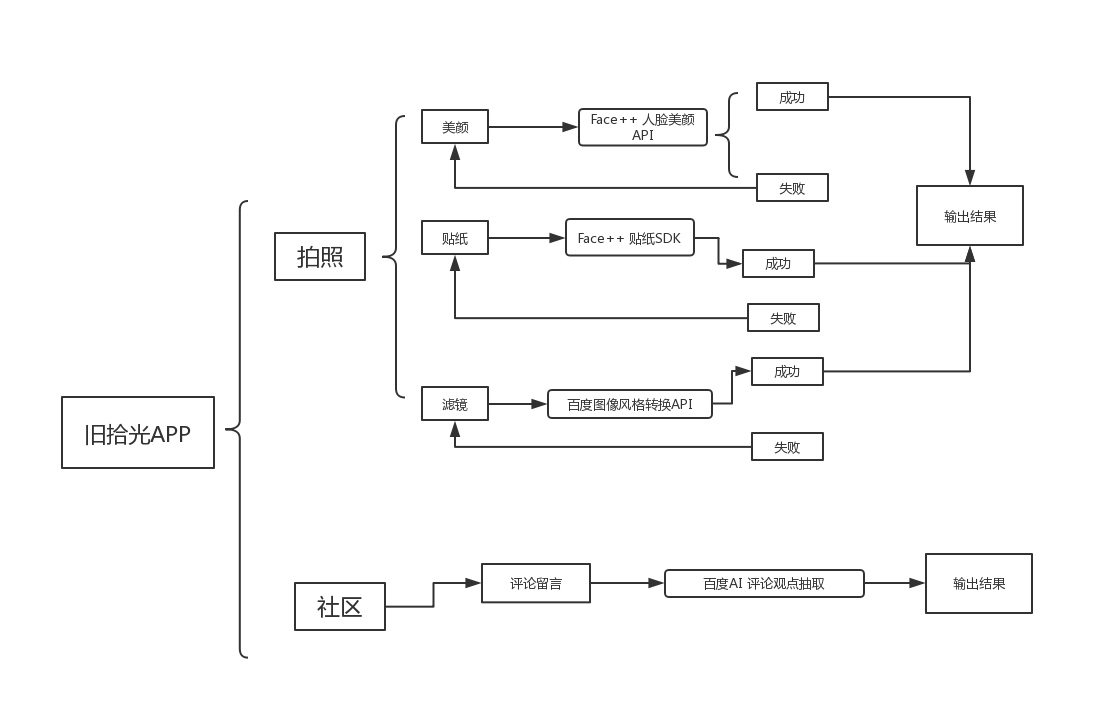 旧拾光APP
拍照
美颜
Face++ 人脸美颜
API
成功
失败
贴纸
Face++ 贴纸SDK
成功
失败
滤镜
百度图像风格转换API
成功
失败
输出结果
社区
评论留言
百度AI 评论观点抽取
输出结果